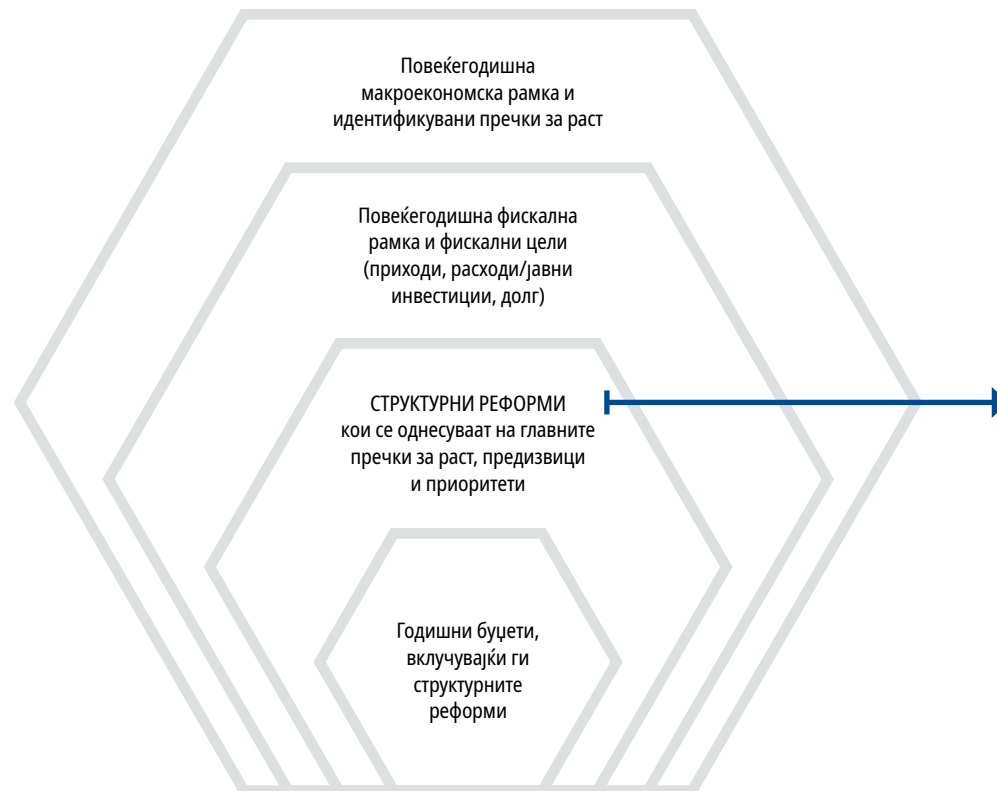 Повеќегодишна
макроекономска рамка и
идентификувани пречки за раст
Повеќегодишна фискална
рамка и фискални цели
(приходи, расходи/јавни
инвестиции, долг)
СТРУКТУРНИ РЕФОРМИ
кои се однесуваат на главните
пречки за раст, предизвици
и приоритети
Годишни буџети,
вклучувајќи ги
структурните
реформи